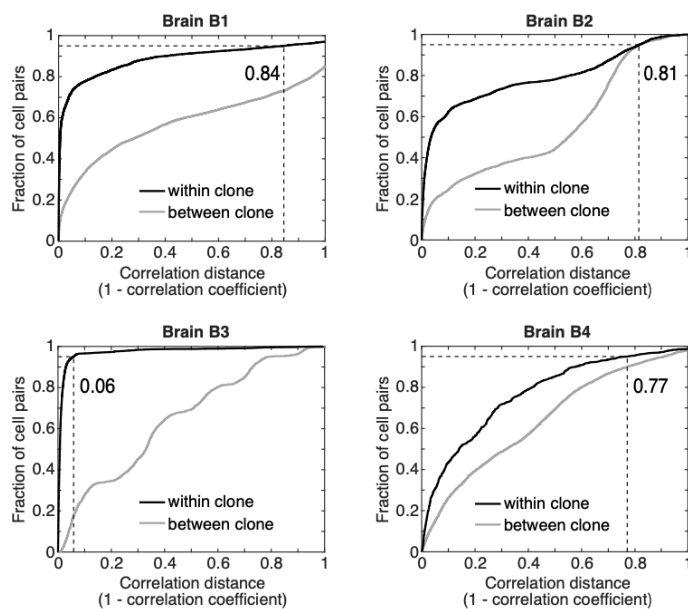 Brain B1
Fraction of cell pairs
1
0.8
0.6
0.4
0.2
0
0.84
within clone
between clone
0 0.2 0.4 0.6 0.8 1
Correlation distance
(1 - correlation coefficient)
Brain B2
Fraction of cell pairs
1
0.8
0.6
0.4
0.2
0
0.81
within clone
between clone
0 0.2 0.4 0.6 0.8 1
Correlation distance
(1 - correlation coefficient)
Brain B3
Fraction of cell pairs
1
0.8
0.6
0.4
0.2
0
0.06
within clone
between clone
0 0.2 0.4 0.6 0.8 1
Correlation distance
(1 - correlation coefficient)
Brain B4
Fraction of cell pairs
1
0.8
0.6
0.4
0.2
0
0.77
within clone
between clone
0 0.2 0.4 0.6 0.8 1
Correlation distance
(1 - correlation coefficient)